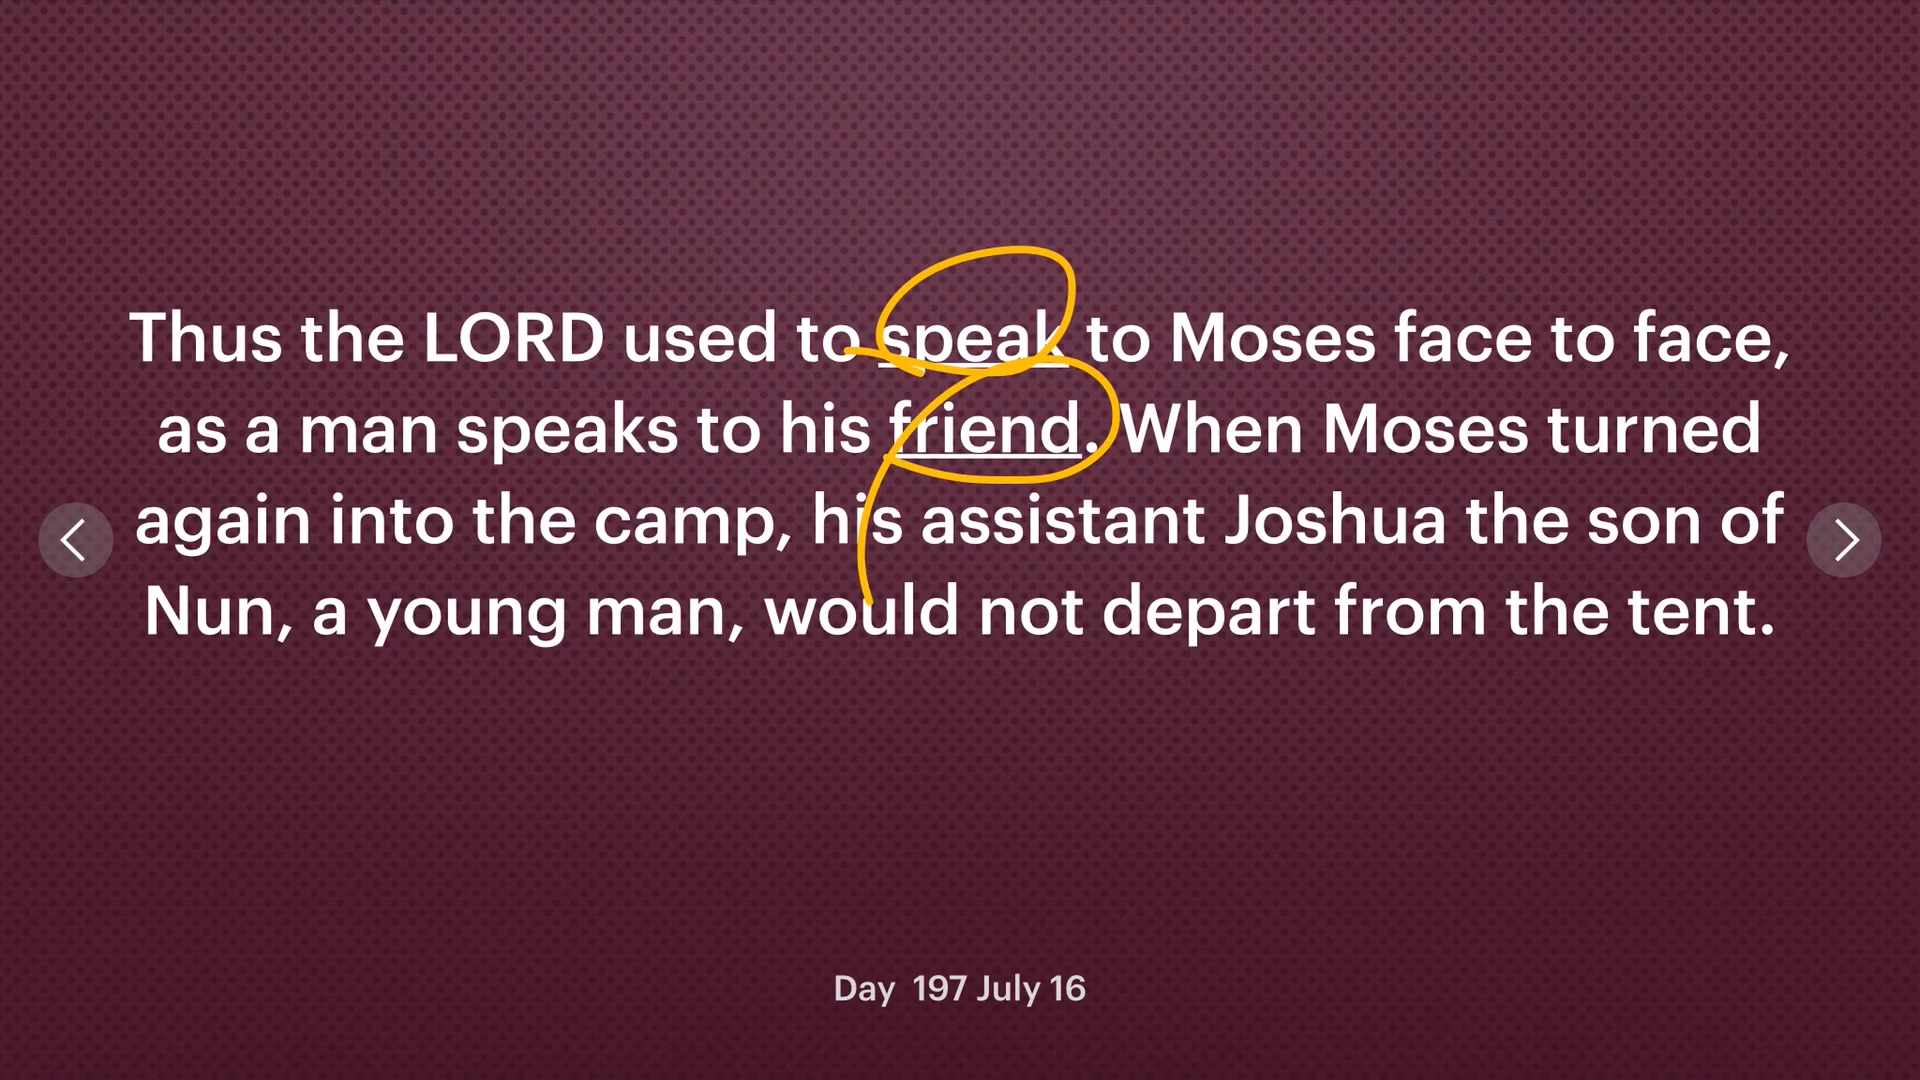 Thus the LORD used to speak to Moses face to face,
as a man speaks to his friend. When Moses turned
again into the camp, his assistant Joshua the son of
Nun, a young man, would not depart from the tent.
Day 197 July 16